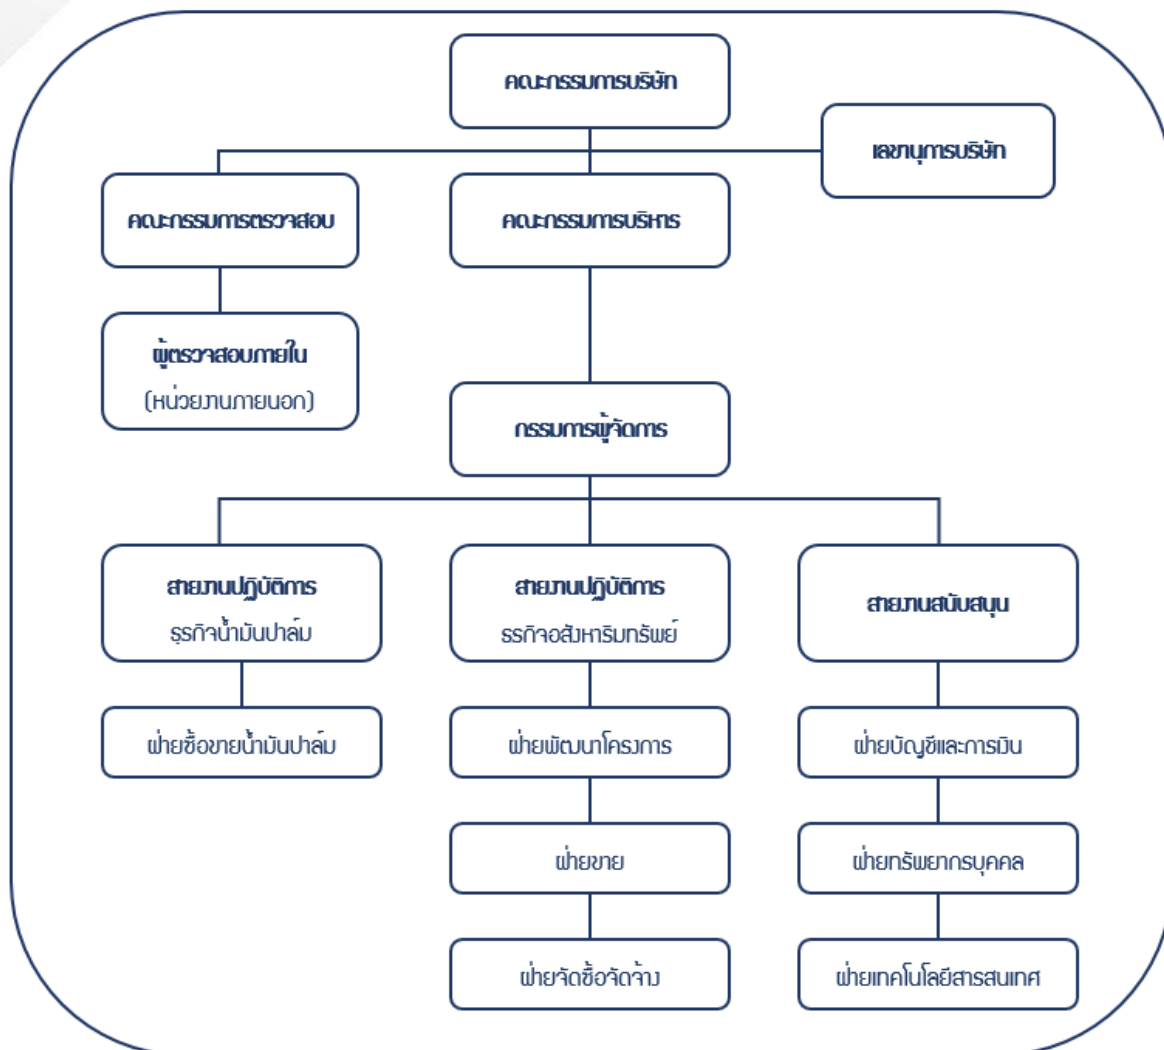 คณะกรรมการบริษัท
เลขานุการบริษัท
คณะกรรมการตรวจสอบ
คณะกรรมการบริหาร
ผู้ตรวจสอบภายใน
(หน่วยงานภายนอก)
กรรมการผู้จัดการ
สายงานปฏิบัติการ
ธุรกิจน้ำมันปาล์ม
สายงานปฏิบัติการ
ธรกิจอสังหาริมทรัพย์
สายงานสนับสนุน
ฝ่ายซื้อขายน้ำมันปาล์ม
ฝ่ายพัฒนาโครงการ
ฝ่ายบัญชีและการเงิน
ฝ่ายขาย
ฝ่ายทรัพยากรบุคคล
ฝ่ายจัดซื้อจัดจ้าง
ฝ่ายเทคโนโลยีสารสนเทศ